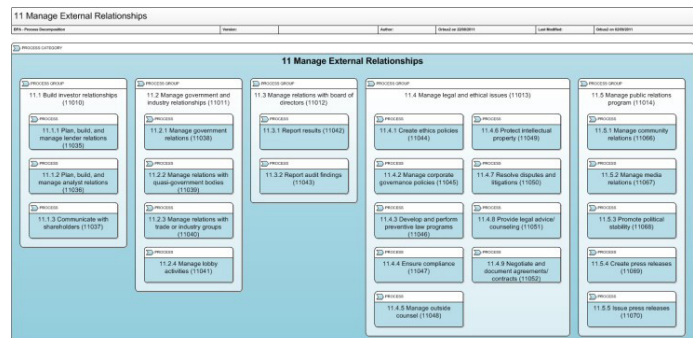 11 Manage External Relationships
EPA - Process Decomposition
Version:
Author:
Last Modified:
PROCESS CATEGORY
11 Manage External Relationships
PROCESS GROUP
11.1 Build investor relationships
(11010)
PROCESS
11.1.1 Plan, build, and
manage lender relations
(11035)
PROCESS
11.1.2 Plan, build, and
manage analyst relations
(11036)
PROCESS
11.1.3 Communicate with
shareholders (11037)
PROCESS GROUP
11.2 Manage government and
industry relationships (11011)
PROCESS
11.2.1 Manage government
relations (11038)
PROCESS
11.2.2 Manage relations with
quasi-government bodies
(11039)
PROCESS
11.2.3 Manage relations with
trade or industry groups
(11040)
PROCESS
11.2.4 Manage lobby
activities (11041)
PROCESS GROUP
11.3 Manage relations with board of
directors (11012)
PROCESS
11.3.1 Report results (11042)
PROCESS
11.3.2 Report audit findings
(11043)
PROCESS GROUP
11.4 Manage legal and ethical issues (11013)
PROCESS
11.4.1 Create ethics policies
(11044)
PROCESS
11.4.2 Manage corporate
governance policies (11045)
PROCESS
11.4.3 Develop and perform
preventive law programs
(11046)
PROCESS
11.4.4 Ensure compliance
(11047)
PROCESS
11.4.5 Manage outside
counsel (11048)
PROCESS
11.4.6 Protect intellectual
property (11049)
PROCESS
11.4.7 Resolve disputes and
litigations (11050)
PROCESS
11.4.8 Provide legal advice/
counseling (11051)
PROCESS
11.4.9 Negotiate and
document agreements/
contracts (11052)
PROCESS GROUP
11.5 Manage public relations
program (11014)
PROCESS
11.5.1 Manage community
relations (11066)
PROCESS
11.5.2 Manage media
relations (11067)
PROCESS
11.5.3 Promote political
stability (11068)
PROCESS
11.5.4 Create press releases
(11069)
PROCESS
11.5.5 Issue press releases
(11070)